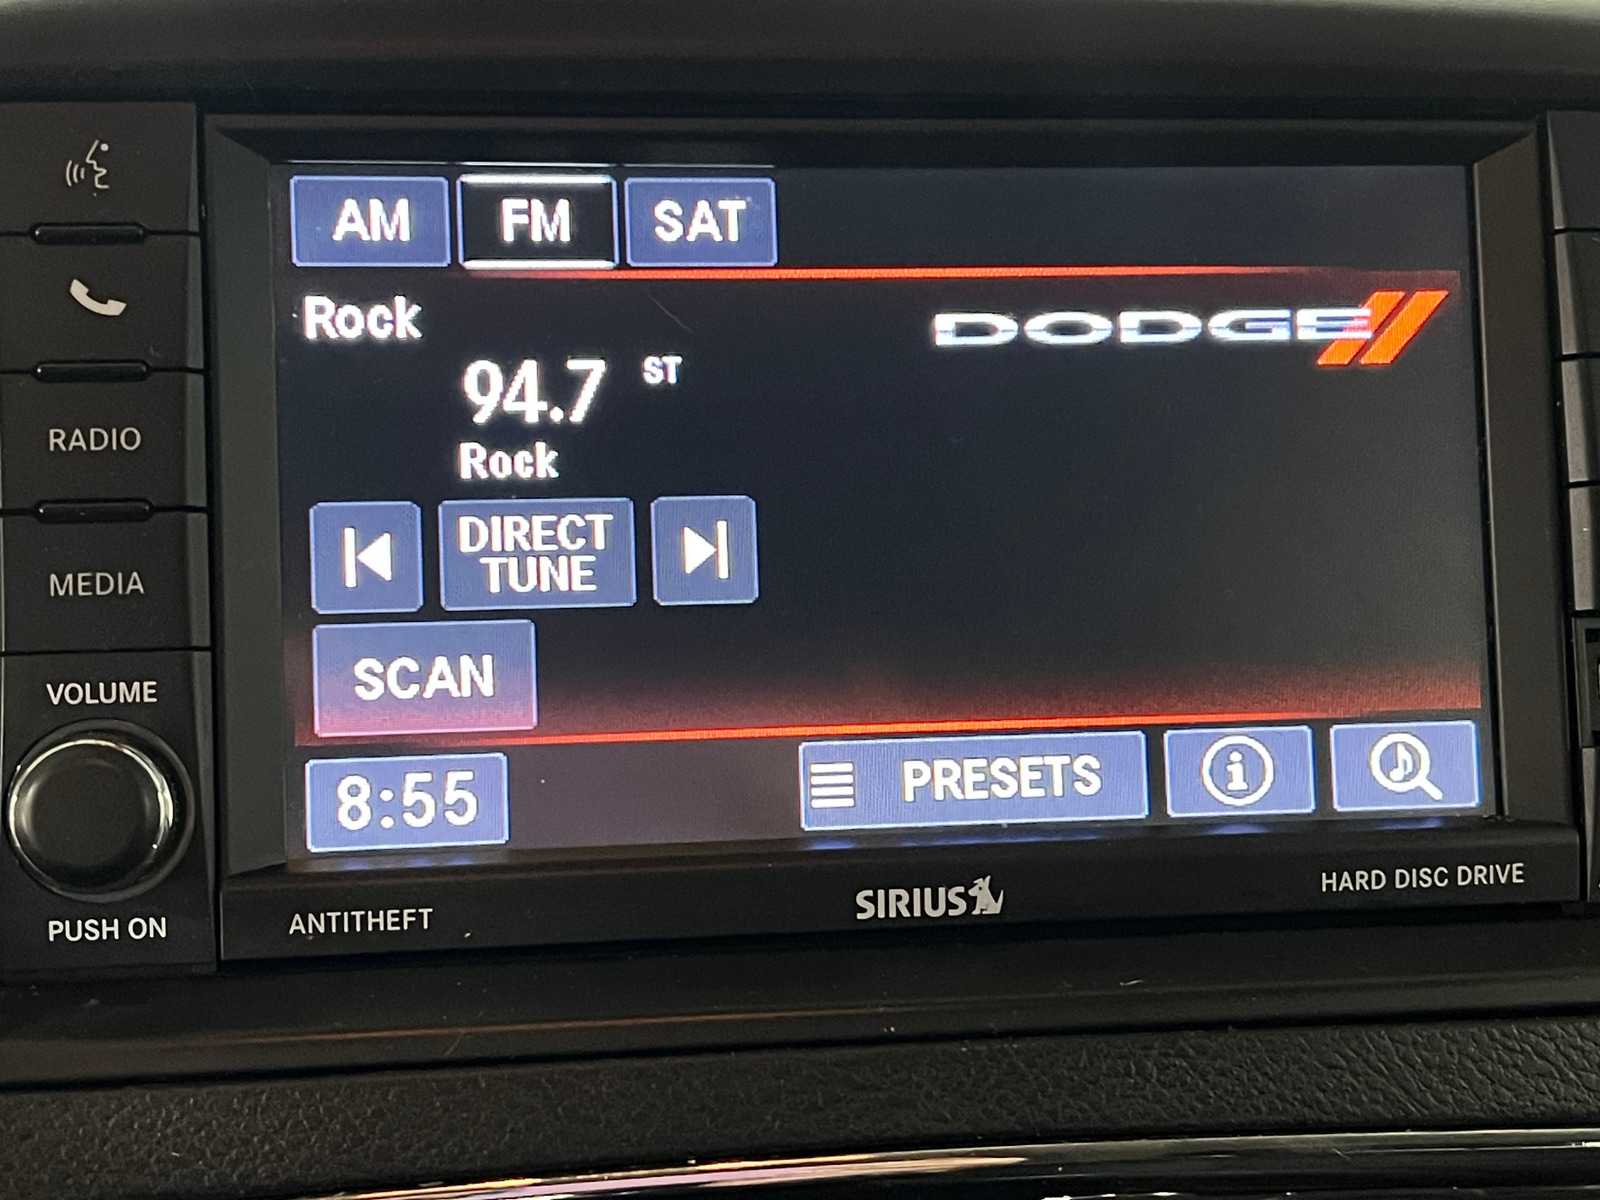 AM FM SAT
Rock
DODGE
94.7 ST
Rock
DIRECT
TUNE
SCAN
8:55
PRESETS
i
RADIO
MEDIA
VOLUME
PUSH ON
ANTITHEFT
SIRIUS
HARD DISC DRIVE